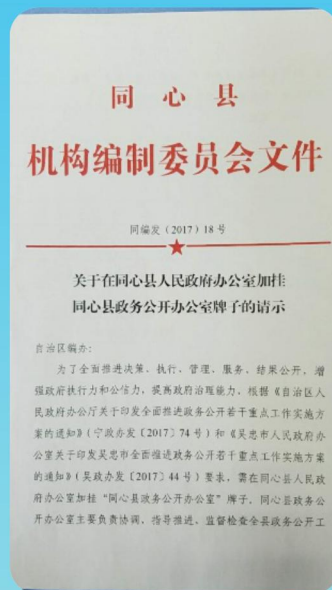 同心县
机构编制委员会文件
同编发（2017）18号
关于在同心县人民政府办公室加挂
同心县政务公开办公室牌子的请示
自治区编办：
为了全面推进决策、执行、管理、服务、结果公开，增
强政府执行力和公信力，提高政府治理能力，根据《自治区人
民政府办公厅关于印发全面推进政务公开若干重点工作实施方
案的通知》（宁政办发〔2017〕74号）和《吴忠市人民政府办
公室关于印发吴忠市全面推进政务公开若干重点工作实施方案
的通知》（吴政办发〔2017〕44号）要求，需在同心县人民政
府办公室加挂“同心县政务公开办公室”牌子，同心县政务公
开办公室主要负责协调、指导推进，监督检查全县政务公开工